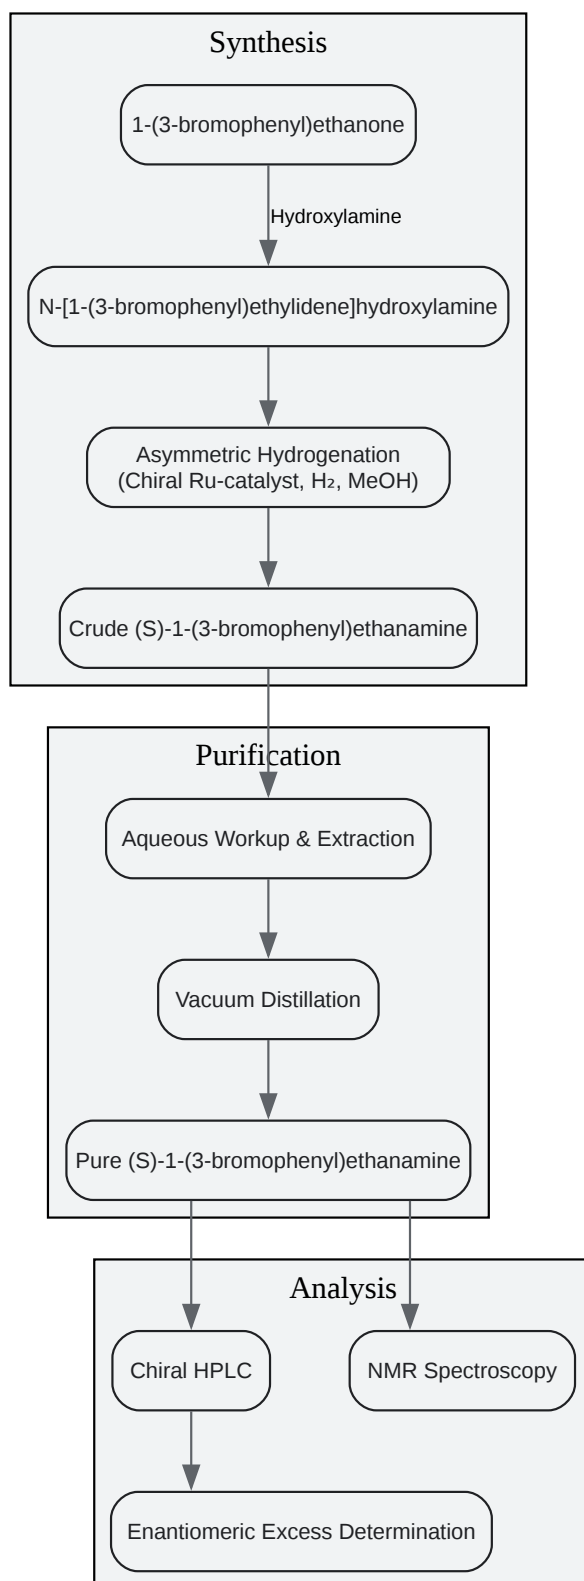 Synthesis
1-(3-bromophenyl)ethanone
Hydroxylamine
N-[1-(3-bromophenyl)ethylidene]hydroxylamine
Asymmetric Hydrogenation
(Chiral Ru-catalyst, H₂, MeOH)
Crude (S)-1-(3-bromophenyl)ethanamine
Purification
Aqueous Workup & Extraction
Vacuum Distillation
Pure (S)-1-(3-bromophenyl)ethanamine
Analysis
Chiral HPLC
NMR Spectroscopy
Enantiomeric Excess Determination